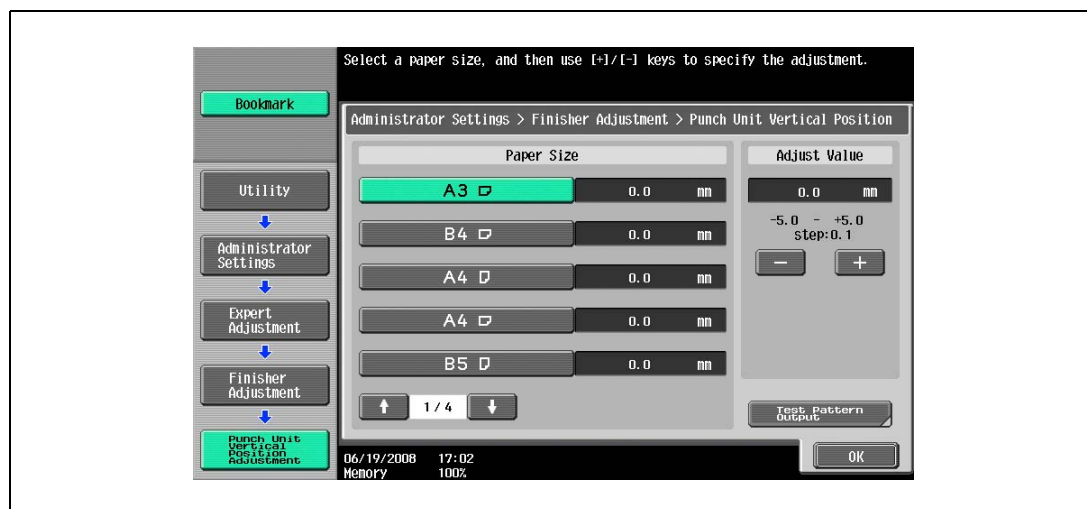 Select a paper size, and then use [+]/[-] keys to specify the adjustment.
Bookmark
Administrator Settings > Finisher Adjustment > Punch Unit Vertical Position
Paper Size
Adjust Value
Utility
Administrator
Settings
Expert
Adjustment
Finisher
Adjustment
Punch Unit
Vertical
Position
Adjustment
A3 0.0 mm
B4 0.0 mm
A4 0.0 mm
A4 0.0 mm
B5 0.0 mm
1/4
0.0 mm
-5.0 - +5.0
step:0.1
- +
Test Pattern
Output
OK
06/19/2008 17:02
Memory 100%